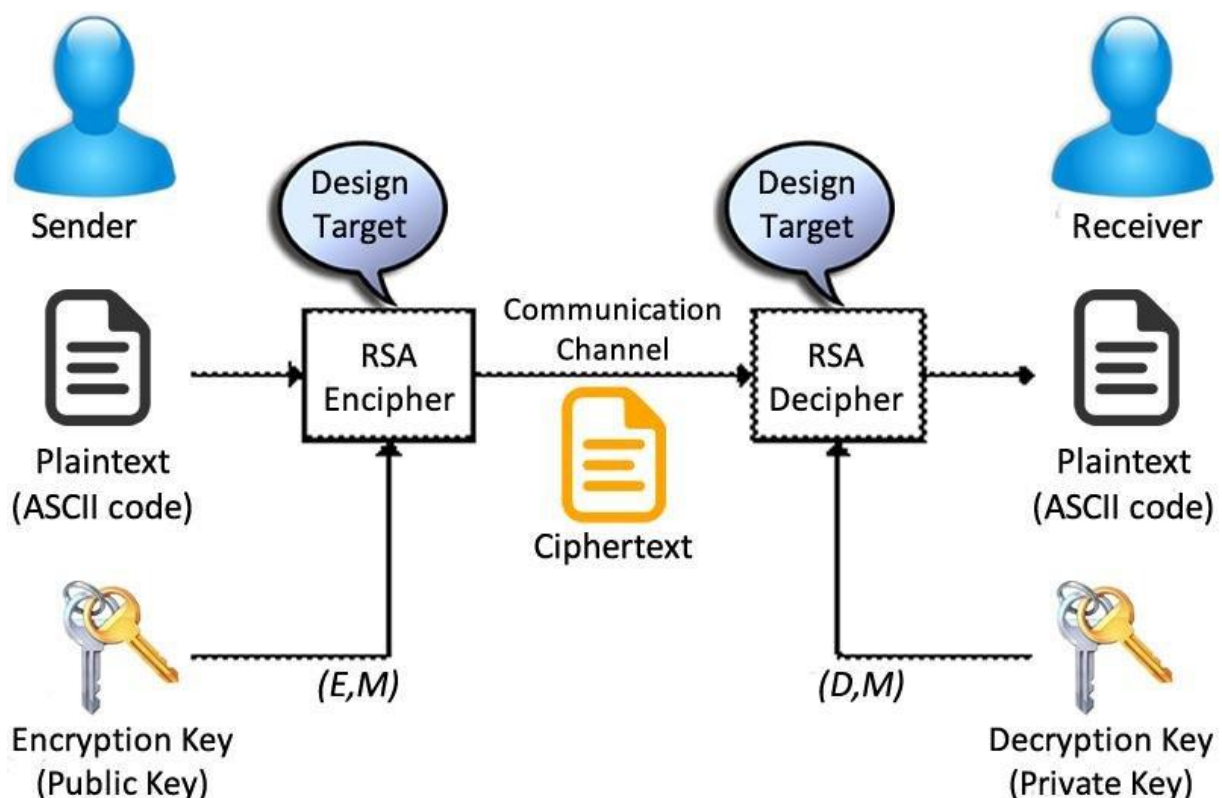 Sender
Design
Target
Design
Target
Receiver
Communication
Channel
RSA
Encipher
RSA
Decipher
Plaintext
(ASCII code)
Ciphertext
Plaintext
(ASCII code)
(E,M)
(D,M)
Encryption Key
(Public Key)
Decryption Key
(Private Key)